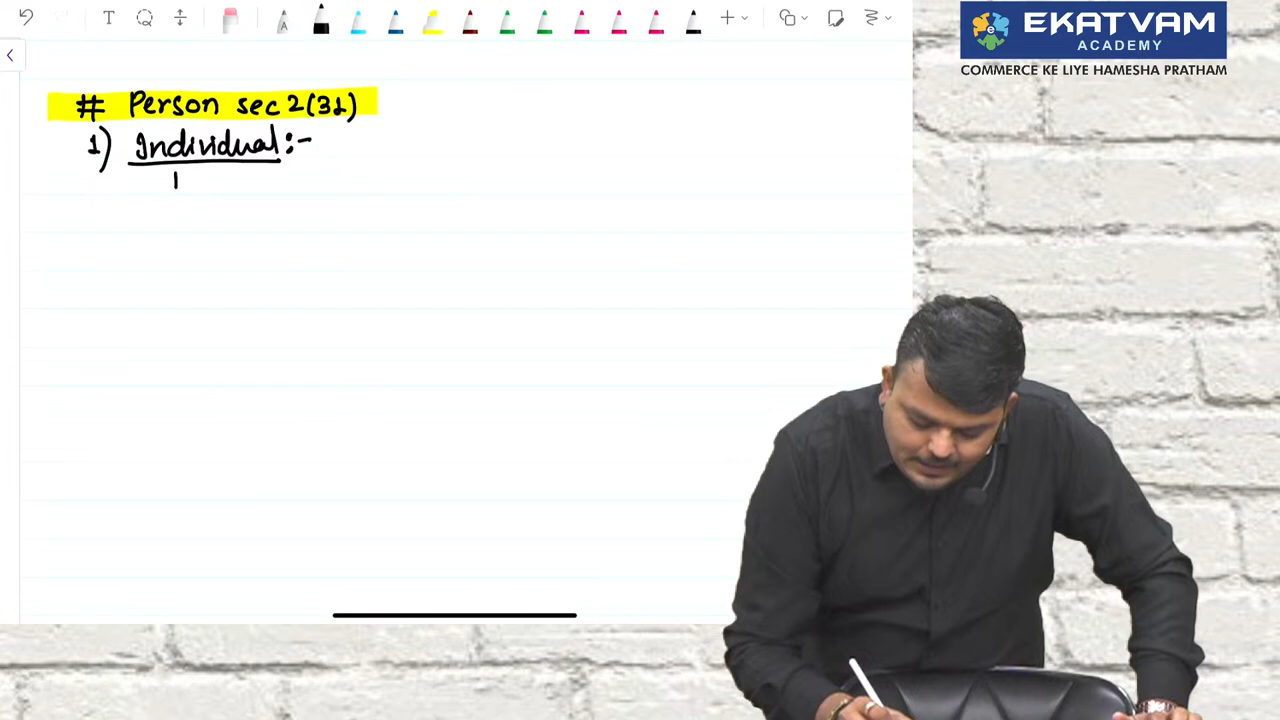 EKATVAM
ACADEMY
COMMERCE KE LIYE HAMESHA PRATHAM
# Person sec 2(31)
1) Individual :-